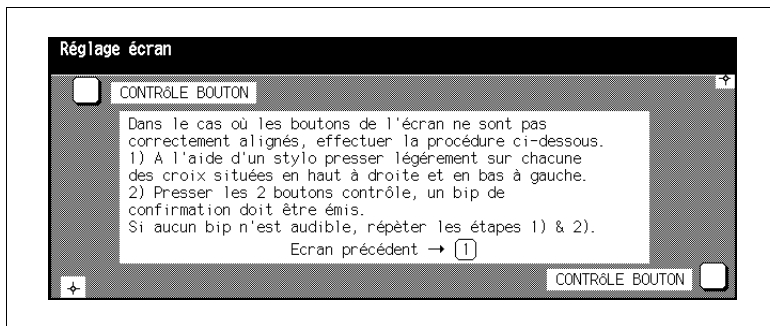 Réglage écran
CONTRôLE BOUTON
Dans le cas où les boutons de l'écran ne sont pas
correctement alignés, effectuer la procédure ci-dessous.
1) A l'aide d'un stylo presser légérement sur chacune
des croix situées en haut à droite et en bas à gauche.
2) Presser les 2 boutons contrôle, un bip de
confirmation doit être émis.
Si aucun bip n'est audible, répèter les étapes 1) & 2).
Ecran précédent → 1
CONTRôLE BOUTON